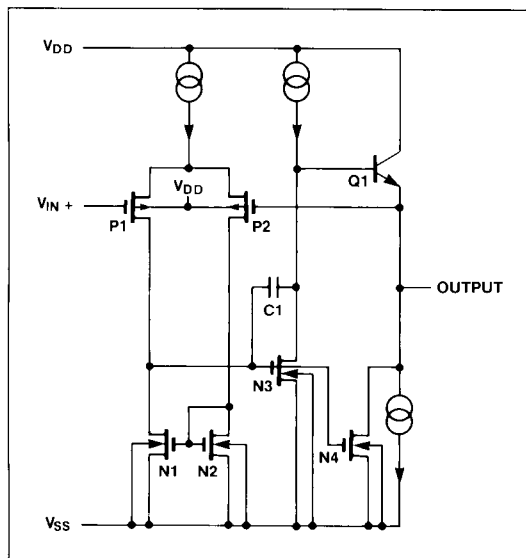 VDD
VDD
Q1
VIN +
P1
P2
OUTPUT
C1
N3
N1
N2
N4
VSS